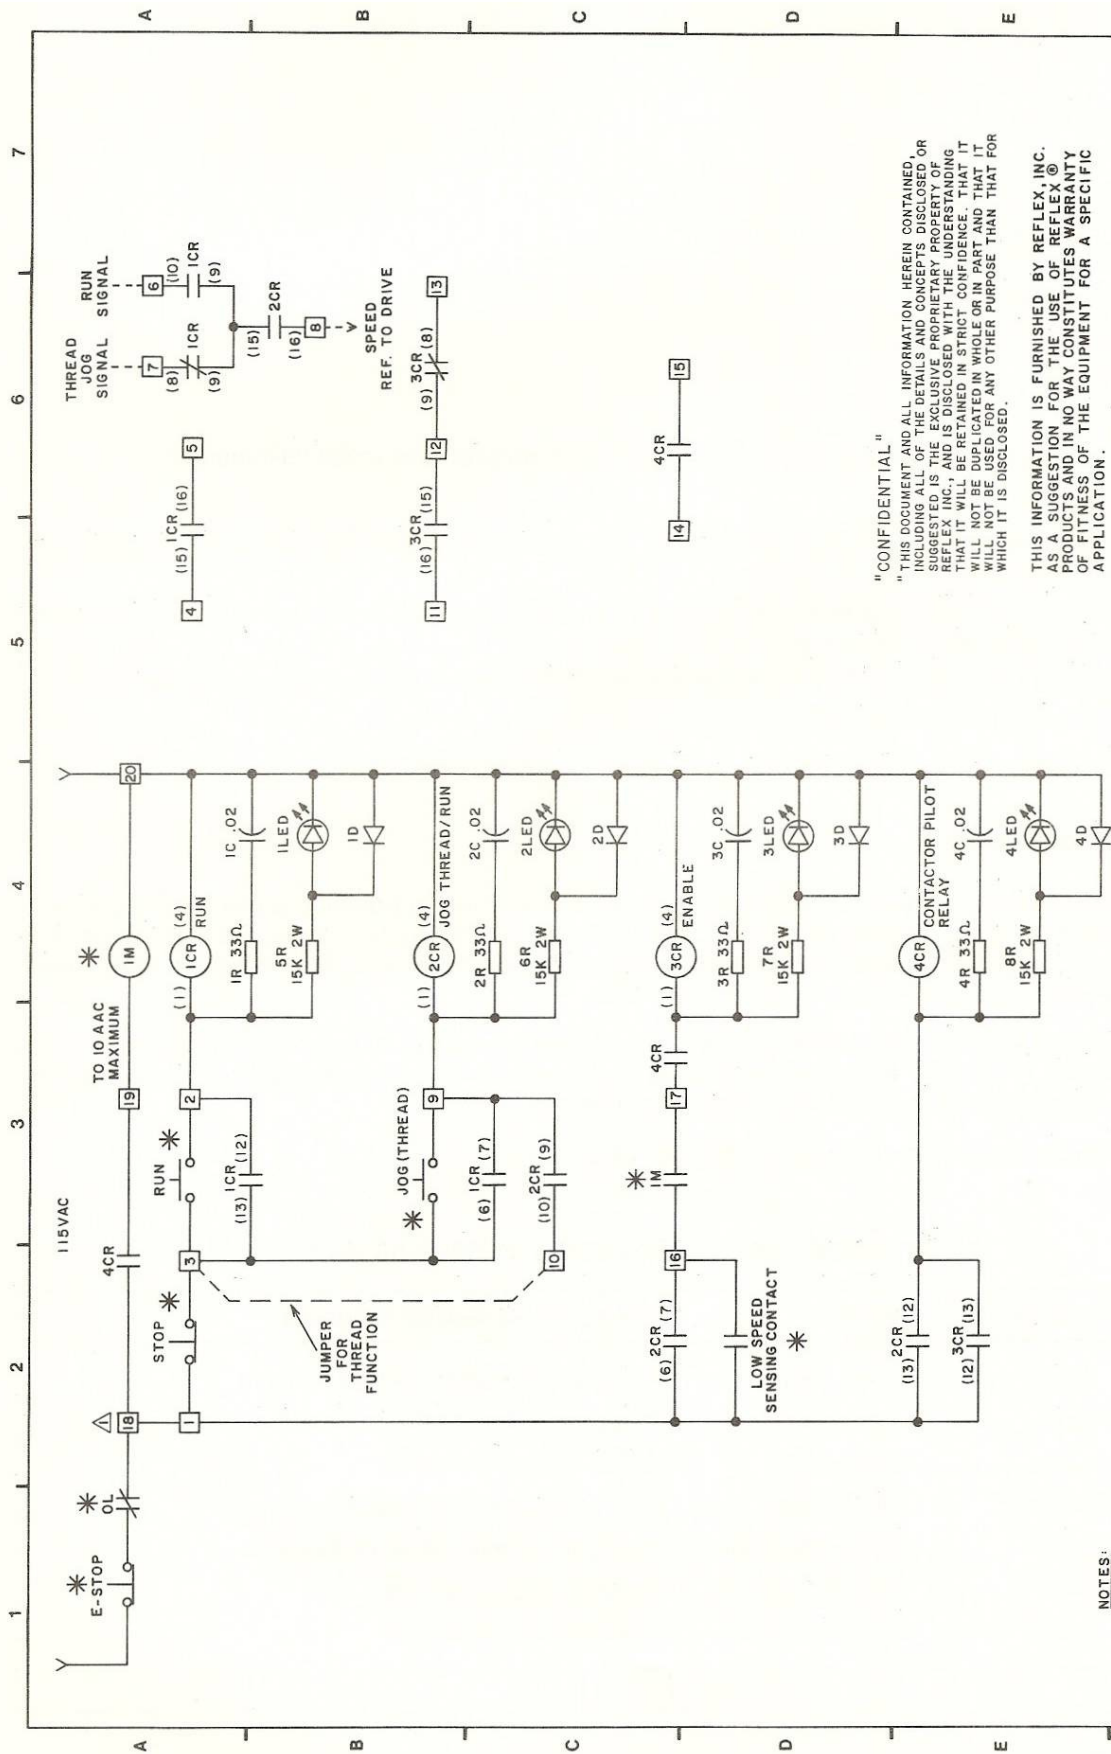 1
2
3
4
5
6
7
A
B
C
D
E
A
B
C
D
E
115VAC
E-STOP
OL
1
18
4CR
19
TO 10 A AC
MAXIMUM
1M
20
1
STOP
3
RUN
2
(1)
1CR
(4)
RUN
1CR
(13)
(12)
1R 33Ω
1C .02
5R
15K 2W
1LED
1D
JUMPER
FOR
THREAD
FUNCTION
JOG (THREAD)
9
(1)
2CR
(4)
JOG THREAD/RUN
1CR
(6)
(7)
2R 33Ω
2C .02
10
2CR
(10)
(9)
6R
15K 2W
2LED
2D
2CR
(6)
(7)
16
1M
17
4CR
(1)
3CR
(4)
ENABLE
LOW SPEED
SENSING CONTACT
3R 33Ω
3C .02
7R
15K 2W
3LED
3D
2CR
(13)
(12)
4CR
CONTACTOR PILOT
RELAY
3CR
(12)
(13)
4R 33Ω
4C .02
8R
15K 2W
4LED
4D
4
(15)
1CR
(16)
5
THREAD
JOG
SIGNAL
7
(8)
1CR
(9)
RUN
SIGNAL
6
(10)
1CR
(9)
(15)
2CR
(16)
8
SPEED
REF. TO DRIVE
11
3CR
(16)
(15)
12
3CR
(9)
(8)
13
14
4CR
15
"CONFIDENTIAL"
"THIS DOCUMENT AND ALL INFORMATION HEREIN CONTAINED,
INCLUDING ALL OF THE DETAILS AND CONCEPTS DISCLOSED OR
SUGGESTED IS THE EXCLUSIVE PROPRIETARY PROPERTY OF
REFLEX INC., AND IS DISCLOSED WITH THE UNDERSTANDING
THAT IT WILL BE RETAINED IN STRICT CONFIDENCE. THAT IT
WILL NOT BE DUPLICATED IN WHOLE OR IN PART AND THAT IT
WILL NOT BE USED FOR ANY OTHER PURPOSE THAN THAT FOR
WHICH IT IS DISCLOSED.
THIS INFORMATION IS FURNISHED BY REFLEX, INC.
AS A SUGGESTION FOR THE USE OF REFLEX ®
PRODUCTS AND IN NO WAY CONSTITUTES WARRANTY
OF FITNESS OF THE EQUIPMENT FOR A SPECIFIC
APPLICATION.
NOTES: